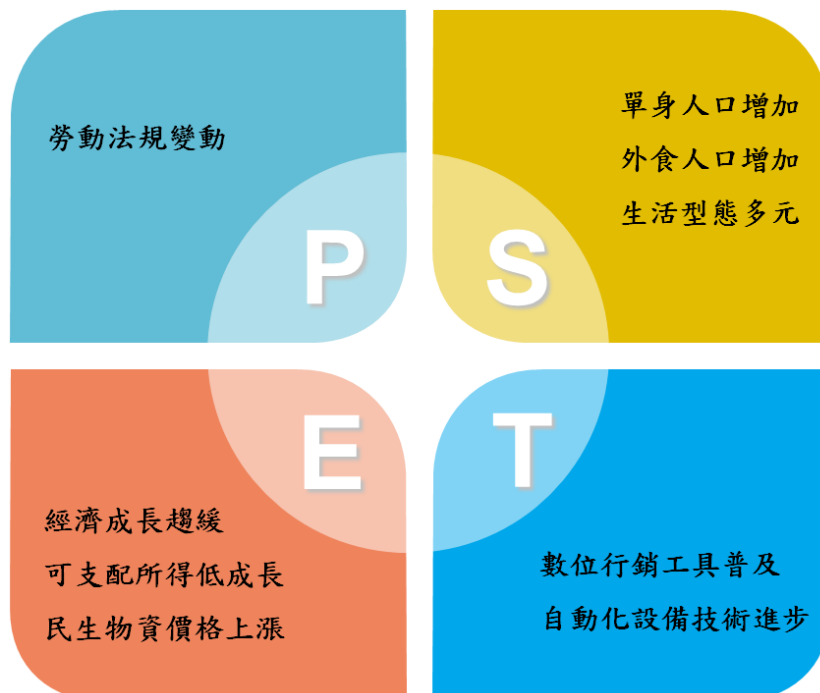 勞動法規變動
P
單身人口增加
外食人口增加
生活型態多元
S
E
經濟成長趨緩
可支配所得低成長
民生物資價格上漲
T
數位行銷工具普及
自動化設備技術進步